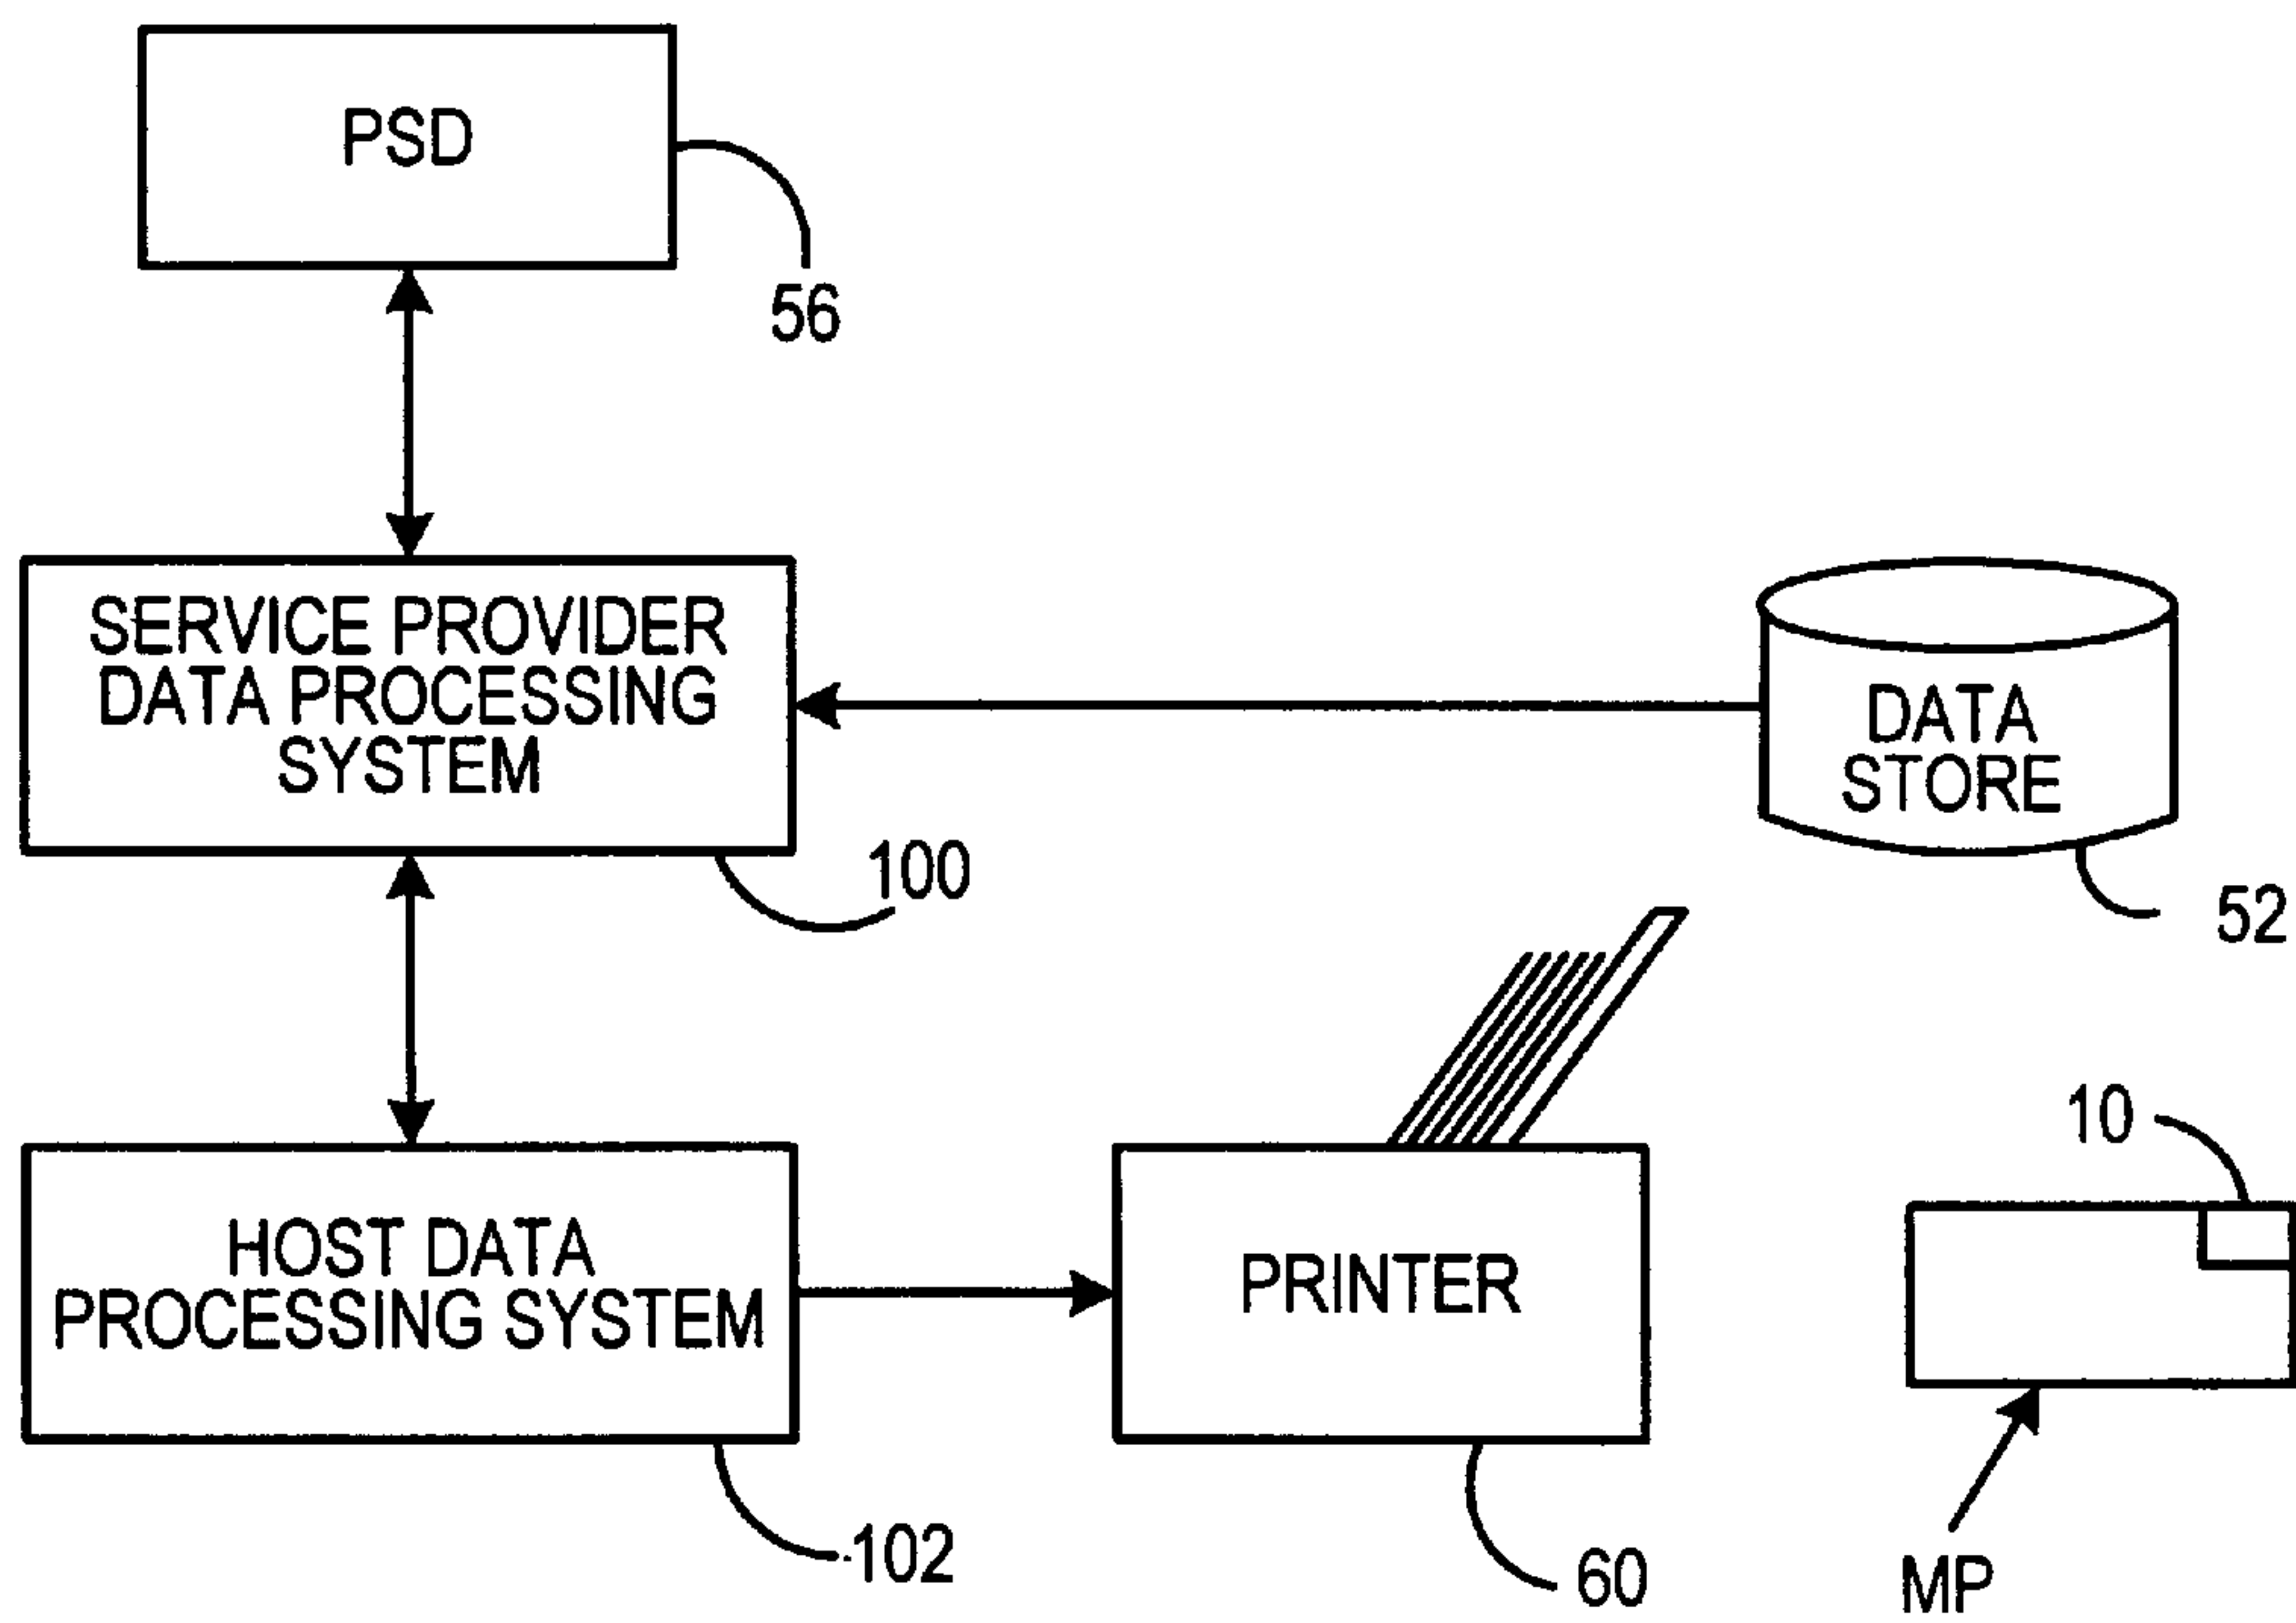 PSD
56
SERVICE PROVIDER
DATA PROCESSING
SYSTEM
100
DATA
STORE
52
HOST DATA
PROCESSING SYSTEM
102
PRINTER
60
10
MP